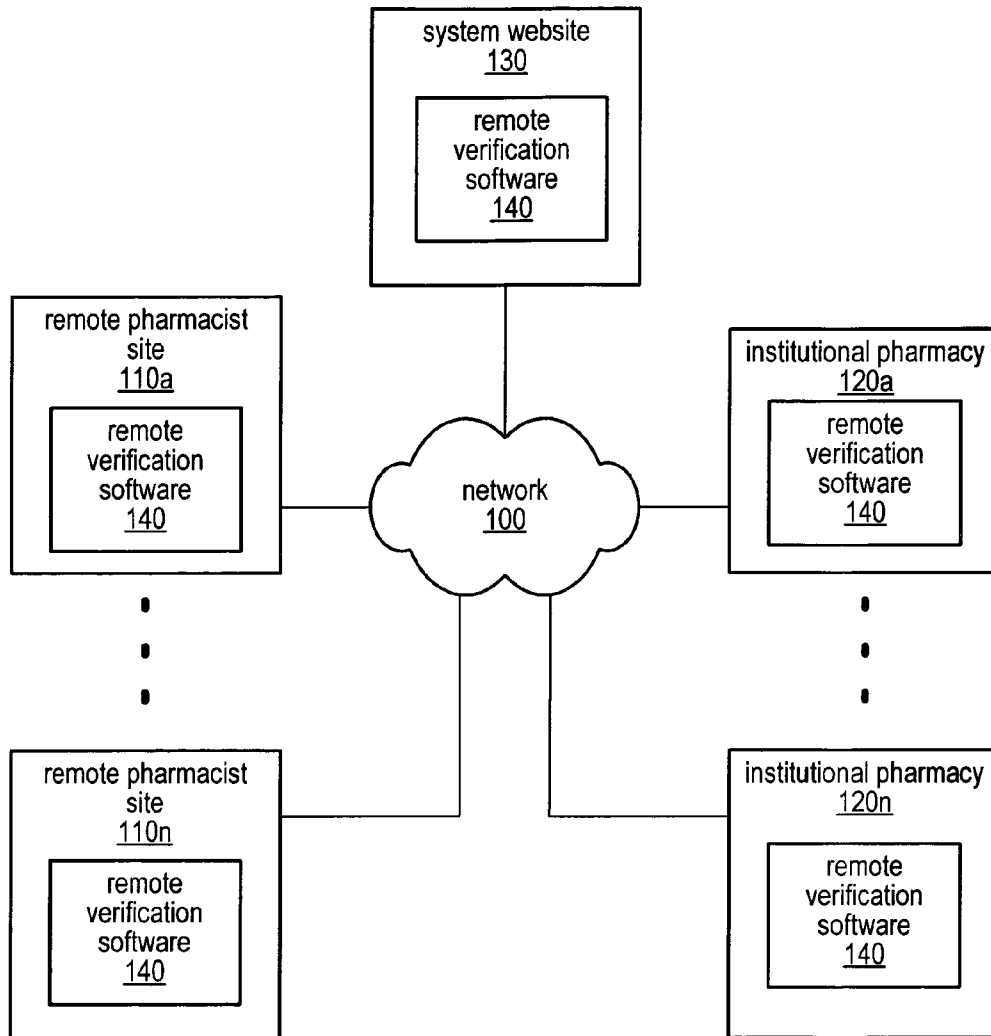 system website
130
remote
verification
software
140
remote pharmacist
site
110a
remote
verification
software
140
network
100
institutional pharmacy
120a
remote
verification
software
140
remote pharmacist
site
110n
remote
verification
software
140
institutional pharmacy
120n
remote
verification
software
140